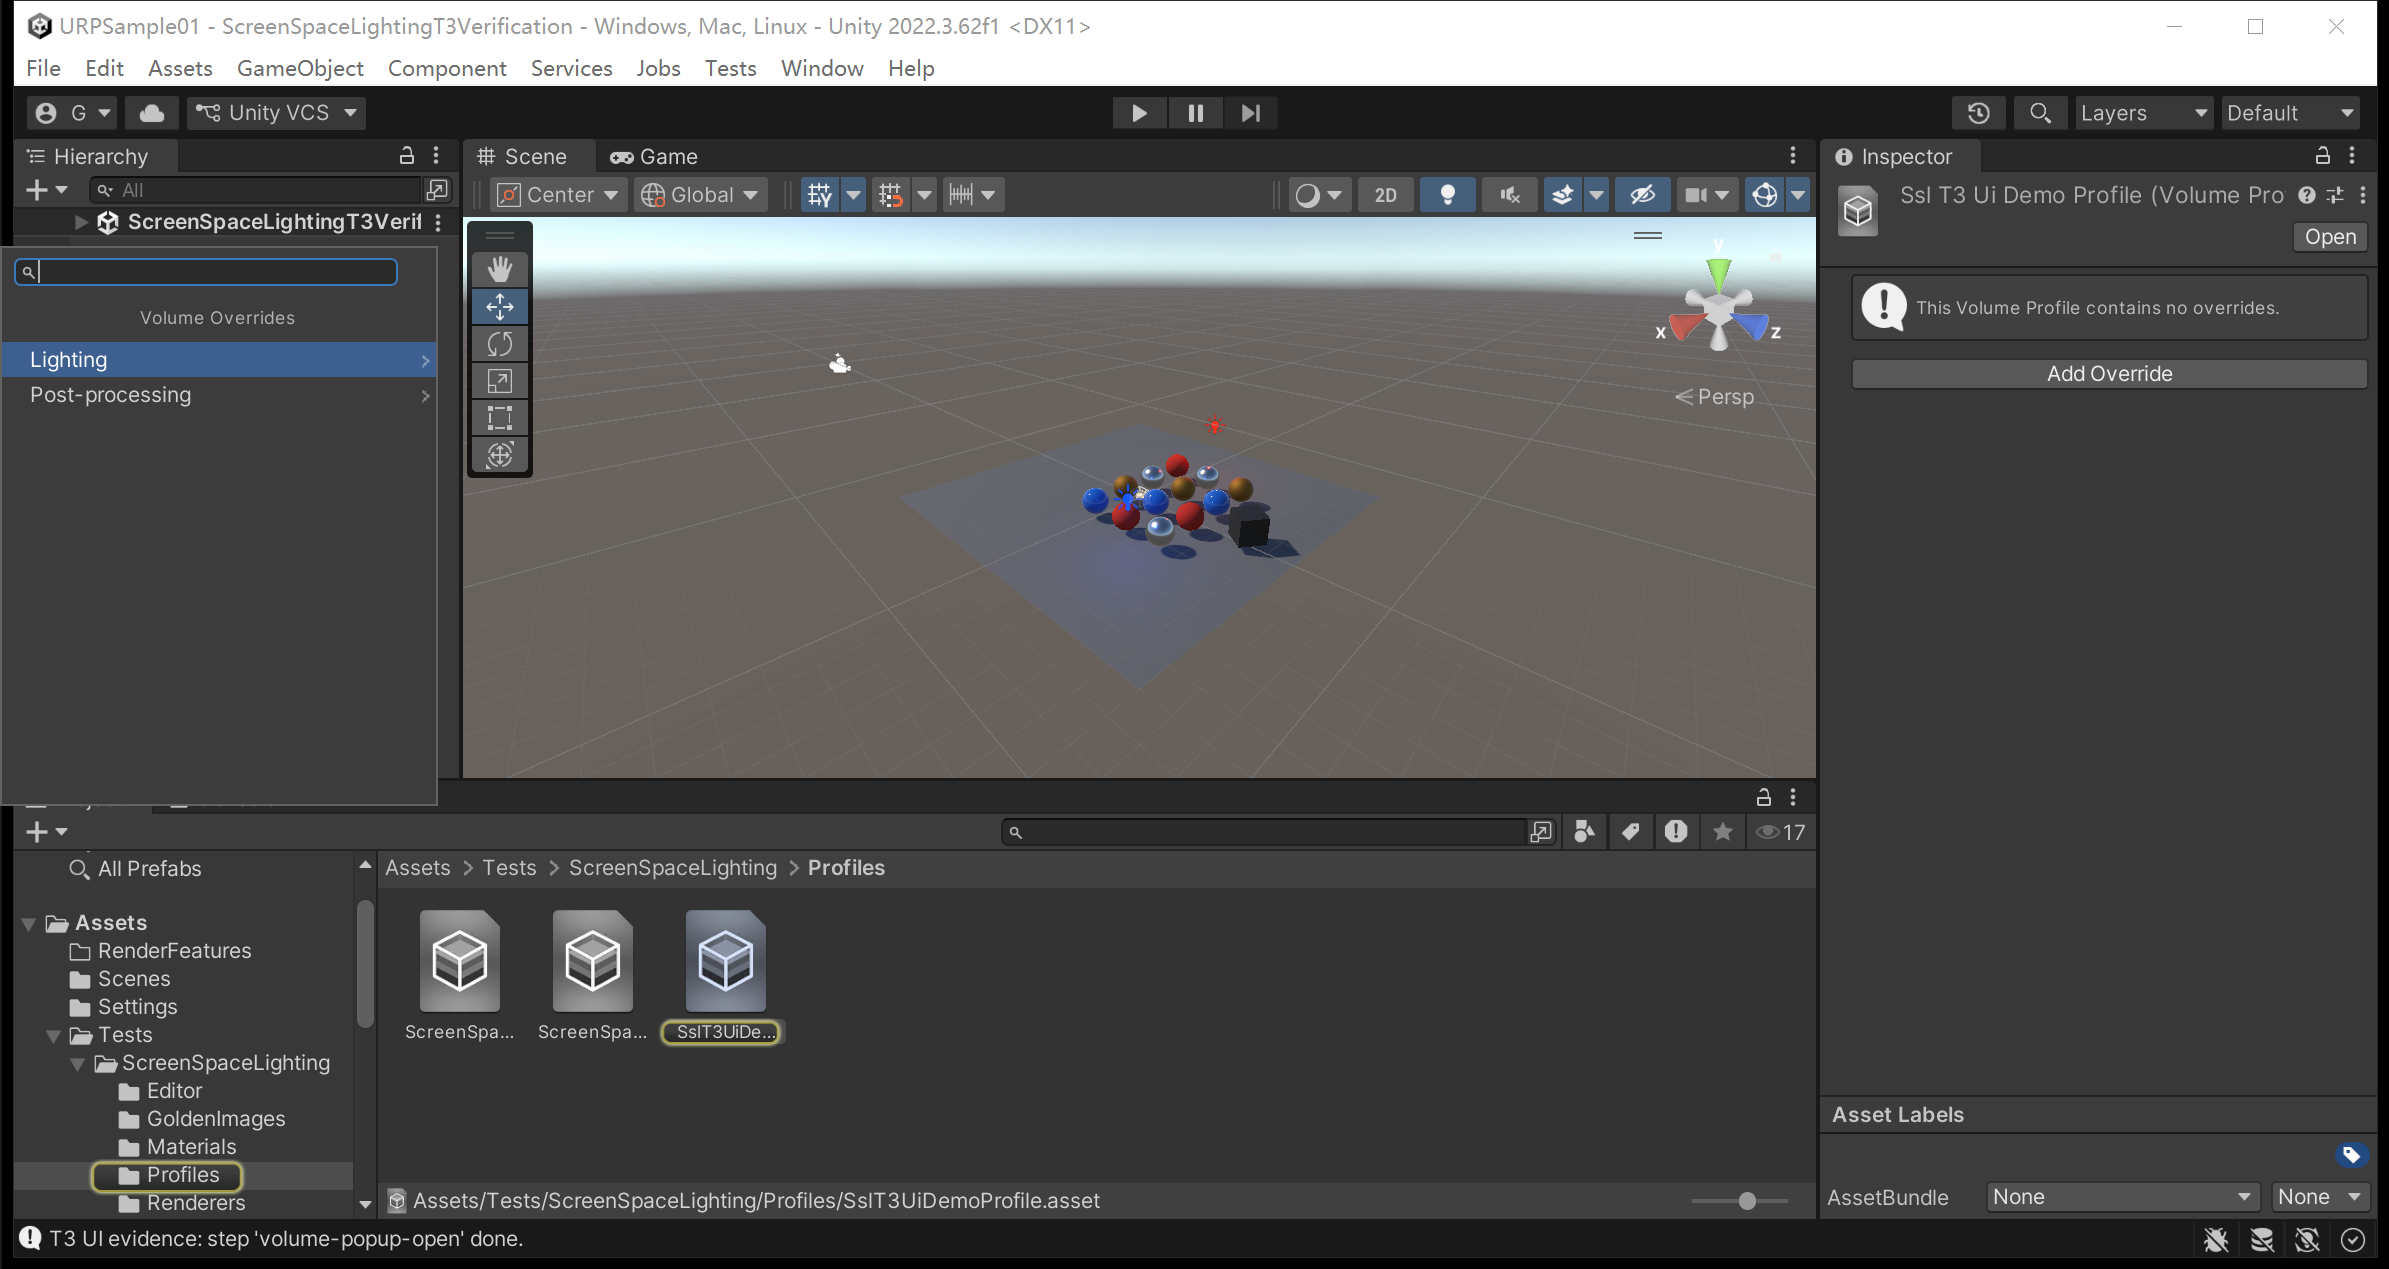 URPSample01 - ScreenSpaceLightingT3Verification - Windows, Mac, Linux - Unity 2022.3.62f1 <DX11>
File Edit Assets GameObject Component Services Jobs Tests Window Help
G Unity VCS Layers Default
Hierarchy
All
ScreenSpaceLightingT3Verif
Volume Overrides
Lighting
Post-processing
Scene Game
Center Global 2D
y
x z
Persp
Inspector
Ssl T3 Ui Demo Profile (Volume Pro
Open
This Volume Profile contains no overrides.
Add Override
17
All Prefabs
Assets
RenderFeatures
Scenes
Settings
Tests
ScreenSpaceLighting
Editor
GoldenImages
Materials
Profiles
Renderers
Assets > Tests > ScreenSpaceLighting > Profiles
ScreenSpa... ScreenSpa... SslT3UiDe...
Assets/Tests/ScreenSpaceLighting/Profiles/SslT3UiDemoProfile.asset
Asset Labels
AssetBundle None None
T3 UI evidence: step 'volume-popup-open' done.